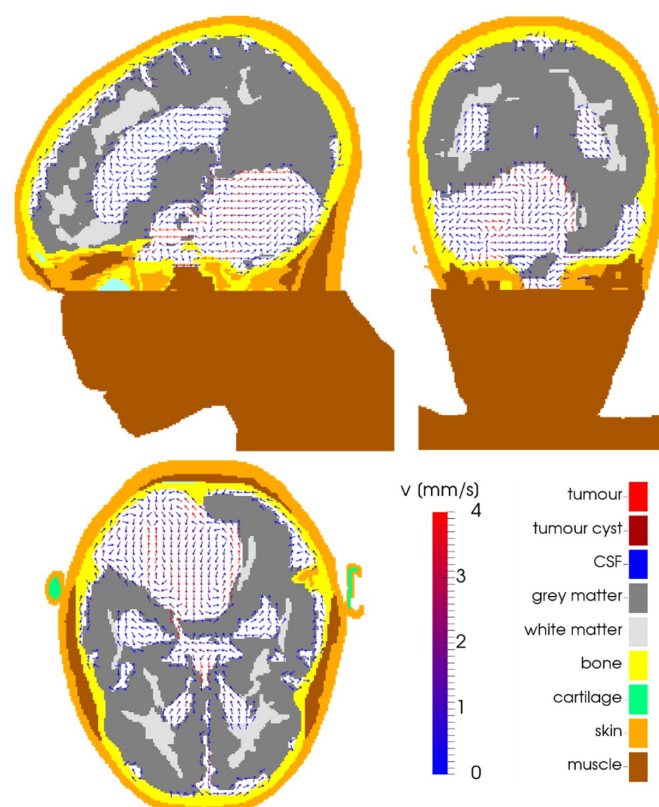 v (mm/s)
4
3
2
1
0
tumour
tumour cyst
CSF
grey matter
white matter
bone
cartilage
skin
muscle